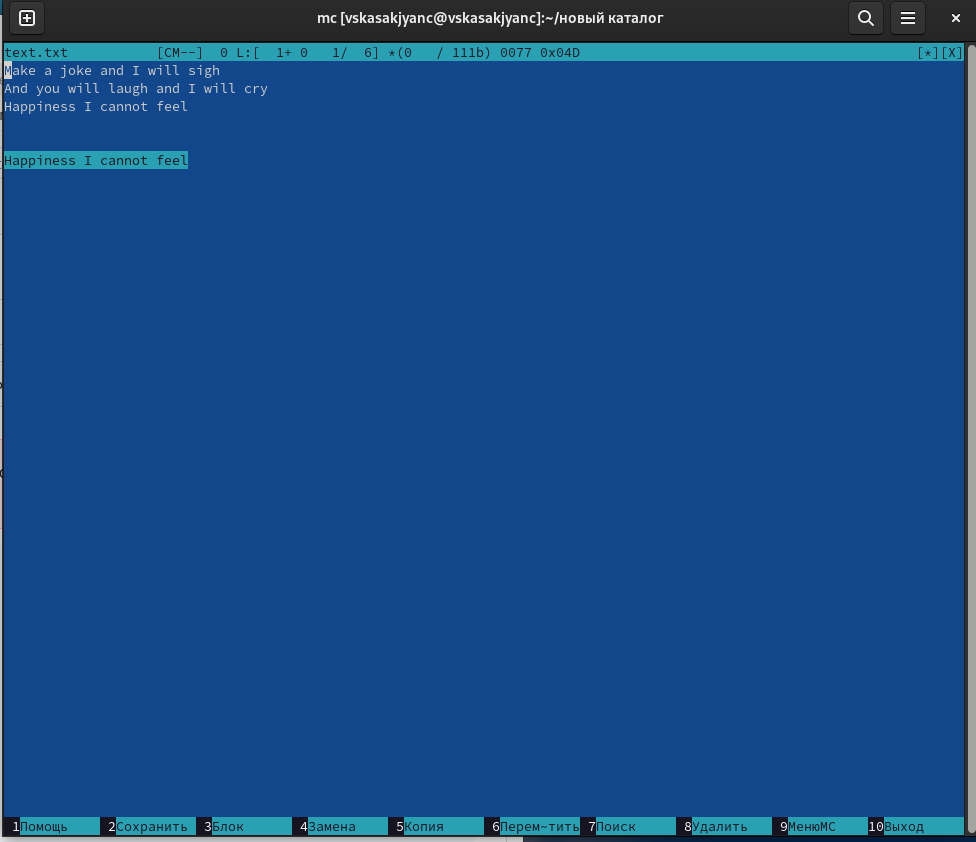 mc [vskasakjyanc@vskasakjyanc]:~/новый каталог
text.txt [CM--] 0 L:[ 1+ 0 1/ 6] *(0 / 111b) 0077 0x04D [*][X]
Make a joke and I will sigh
And you will laugh and I will cry
Happiness I cannot feel
Happiness I cannot feel
1Помощь 2Сохранить 3Блок 4Замена 5Копия 6Перем~тить 7Поиск 8Удалить 9МенюМС 10Выход